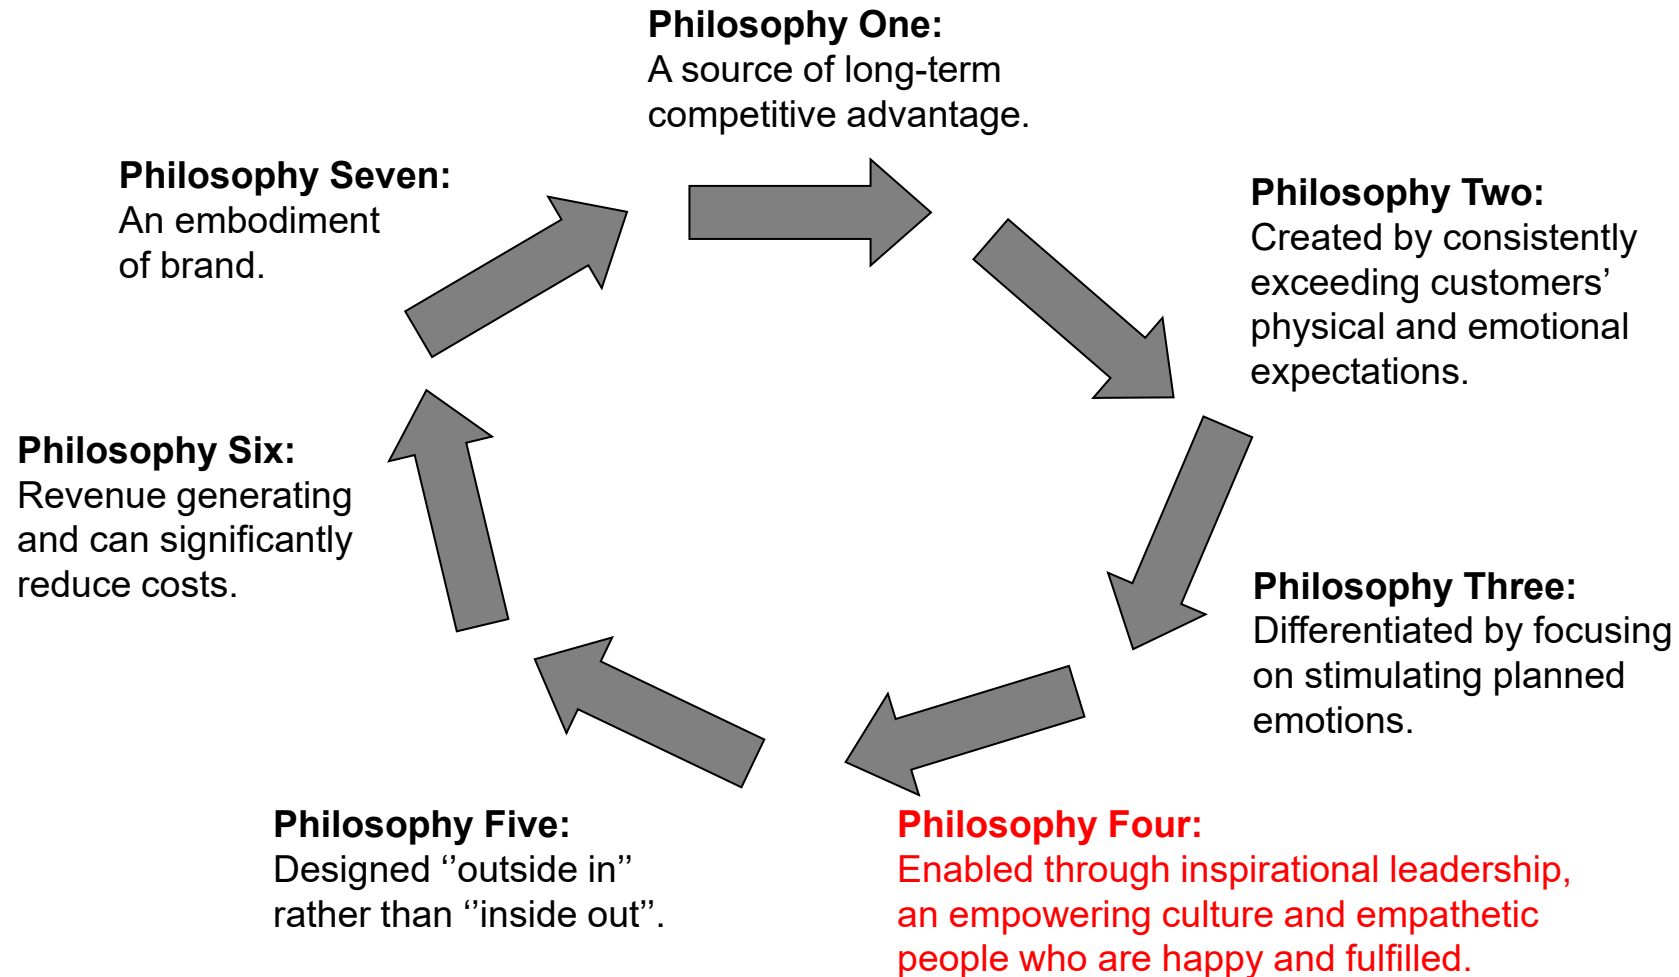 Philosophy One:
A source of long-term
competitive advantage.
Philosophy Two:
Created by consistently
exceeding customers’
physical and emotional
expectations.
Philosophy Three:
Differentiated by focusing
on stimulating planned
emotions.
Philosophy Four:
Enabled through inspirational leadership,
an empowering culture and empathetic
people who are happy and fulfilled.
Philosophy Five:
Designed ‘’outside in’’
rather than ‘’inside out’’.
Philosophy Six:
Revenue generating
and can significantly
reduce costs.
Philosophy Seven:
An embodiment
of brand.